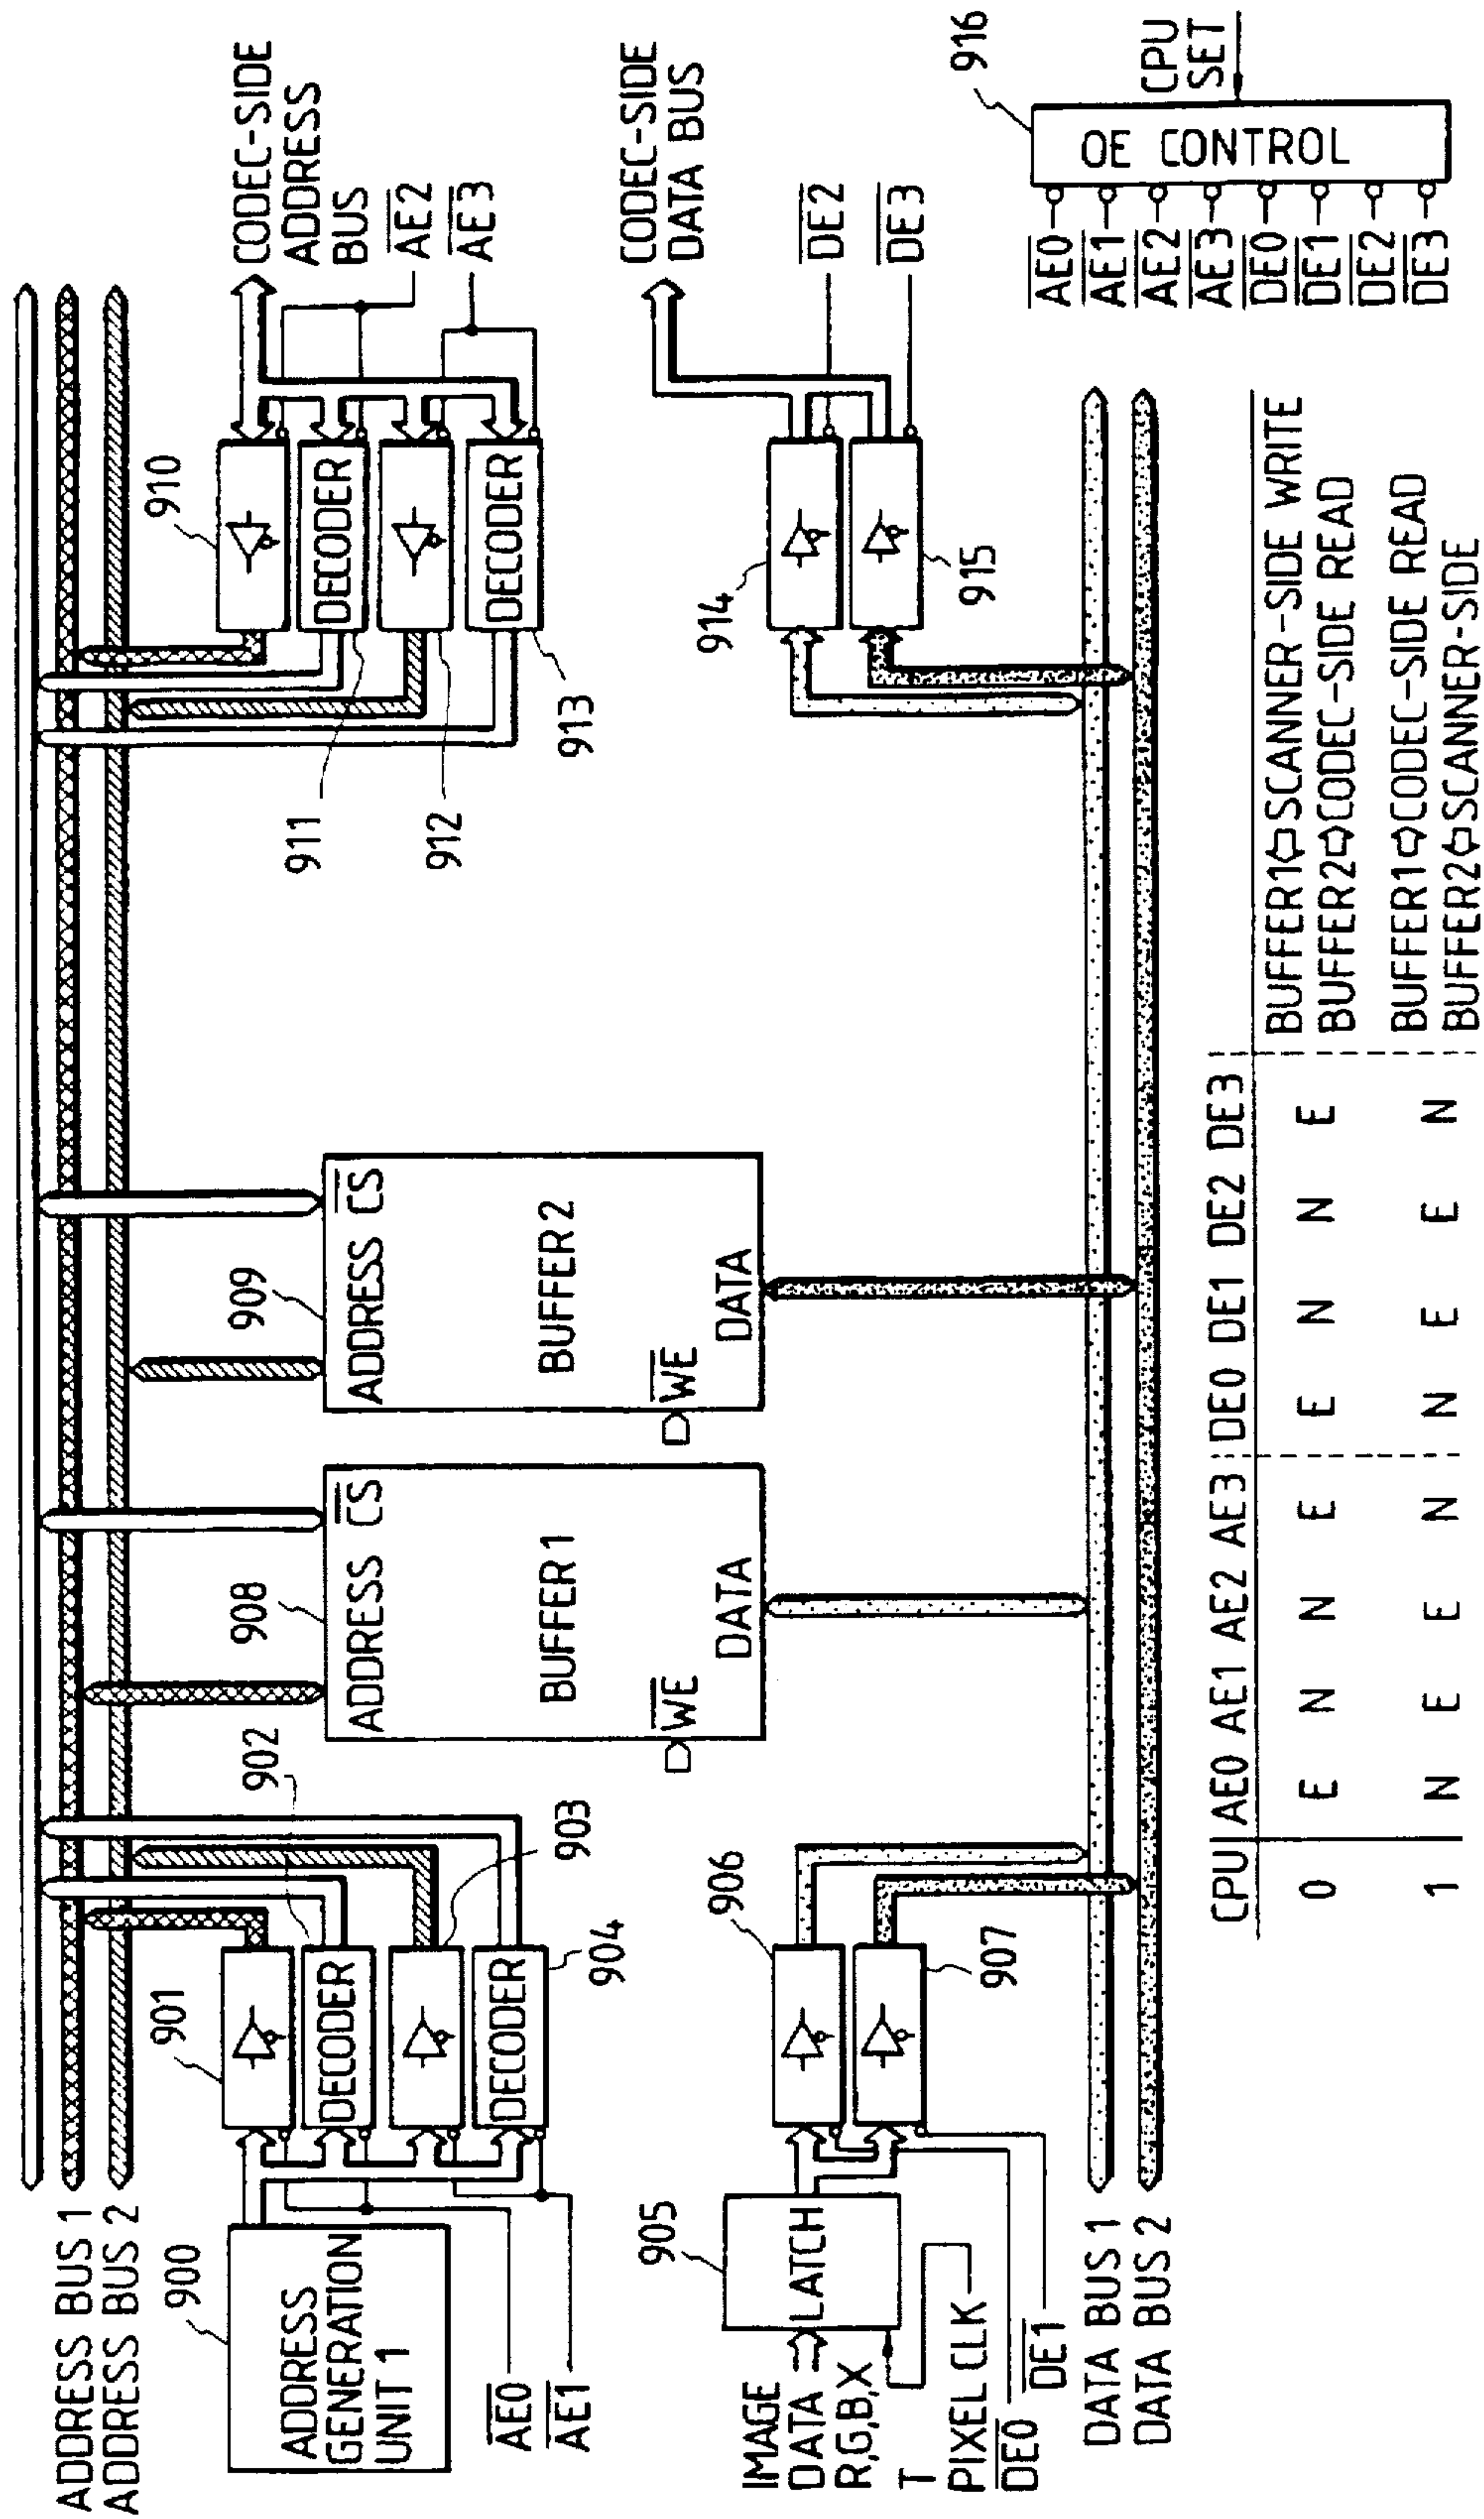 ADDRESS BUS 1
ADDRESS BUS 2
900
ADDRESS
GENERATION
UNIT 1
AE0
AE1
901
DECODER
902
903
DECODER
904
908
ADDRESS CS
BUFFER1
WE
DATA
909
ADDRESS CS
BUFFER2
WE
DATA
910
DECODER
911
912
DECODER
913
CODEC-SIDE
ADDRESS
BUS
AE2
AE3
905
LATCH
IMAGE
DATA
R,G,B,X
T
PIXEL CLK
DE0
DE1
906
907
914
915
CODEC-SIDE
DATA BUS
DE2
DE3
DATA BUS 1
DATA BUS 2
916
OE CONTROL
CPU
SET
AE0
AE1
AE2
AE3
DE0
DE1
DE2
DE3
CPU AE0 AE1 AE2 AE3 DE0 DE1 DE2 DE3
0 E N N E E N N E BUFFER1⇦SCANNER-SIDE WRITE
BUFFER2⇨CODEC-SIDE READ
1 N E E N N E E N BUFFER1⇨CODEC-SIDE READ
BUFFER2⇦SCANNER-SIDE